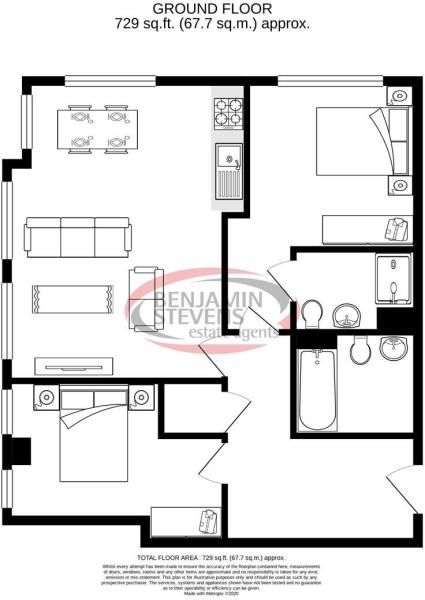 GROUND FLOOR
729 sq.ft. (67.7 sq.m.) approx.
BENJAMIN
STEVENS
estate agents
TOTAL FLOOR AREA : 729 sq.ft. (67.7 sq.m.) approx.
Whilst every attempt has been made to ensure the accuracy of the floorplan contained here, measurements
of doors, windows, rooms and any other items are approximate and no responsibility is taken for any error,
omission or mis-statement. This plan is for illustrative purposes only and should be used as such by any
prospective purchaser. The services, systems and appliances shown have not been tested and no guarantee
as to their operability or efficiency can be given.
Made with Metropix ©2020